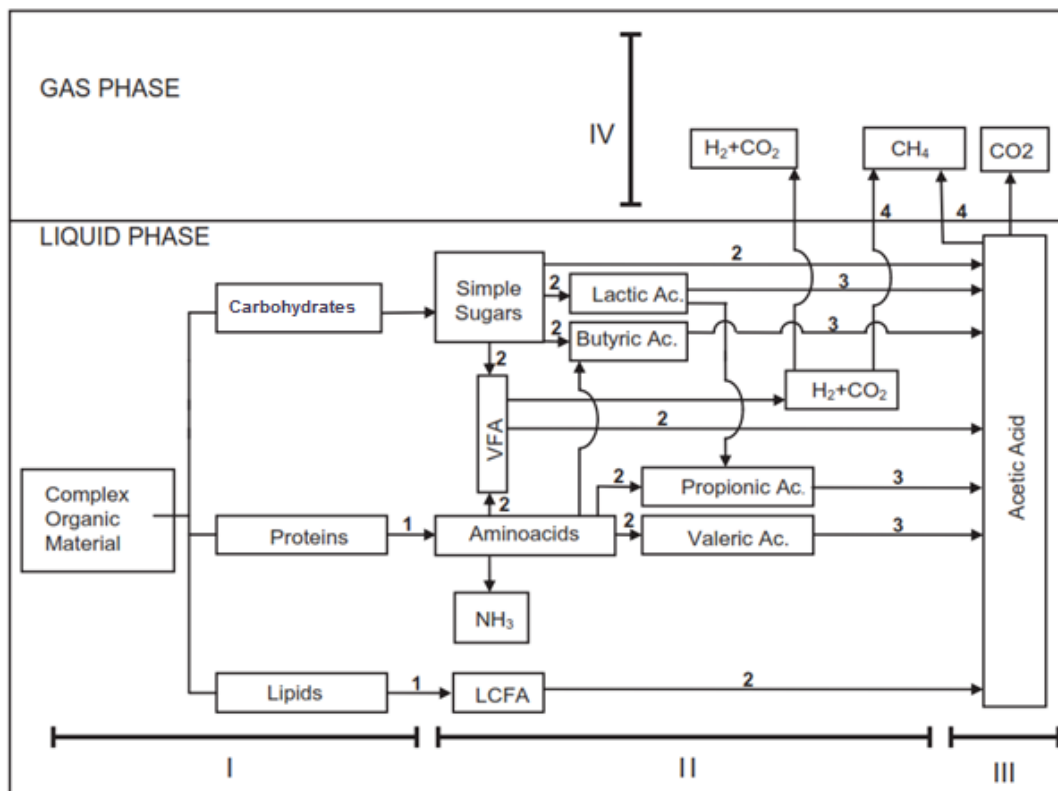 GAS PHASE
IV
H₂+CO₂
CH₄
CO2
4
4
LIQUID PHASE
2
Carbohydrates
Simple
Sugars
2
Lactic Ac.
3
2
Butyric Ac.
3
2
H₂+CO₂
VFA
2
Acetic Acid
Complex
Organic
Material
2
2
Propionic Ac.
3
Proteins
1
Aminoacids
2
Valeric Ac.
3
NH₃
Lipids
1
LCFA
2
I
II
III